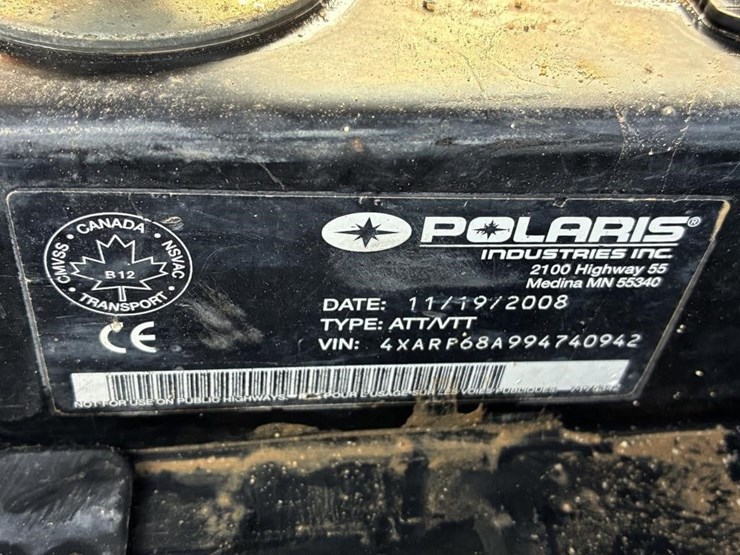 CANADA
CMVSS · NSVAC
B12
TRANSPORT
CE
POLARIS®
INDUSTRIES INC.
2100 Highway 55
Medina MN 55340
DATE: 11/19/2008
TYPE: ATT/VTT
VIN: 4XARF68A994740942
NOT FOR USE ON PUBLIC HIGHWAYS